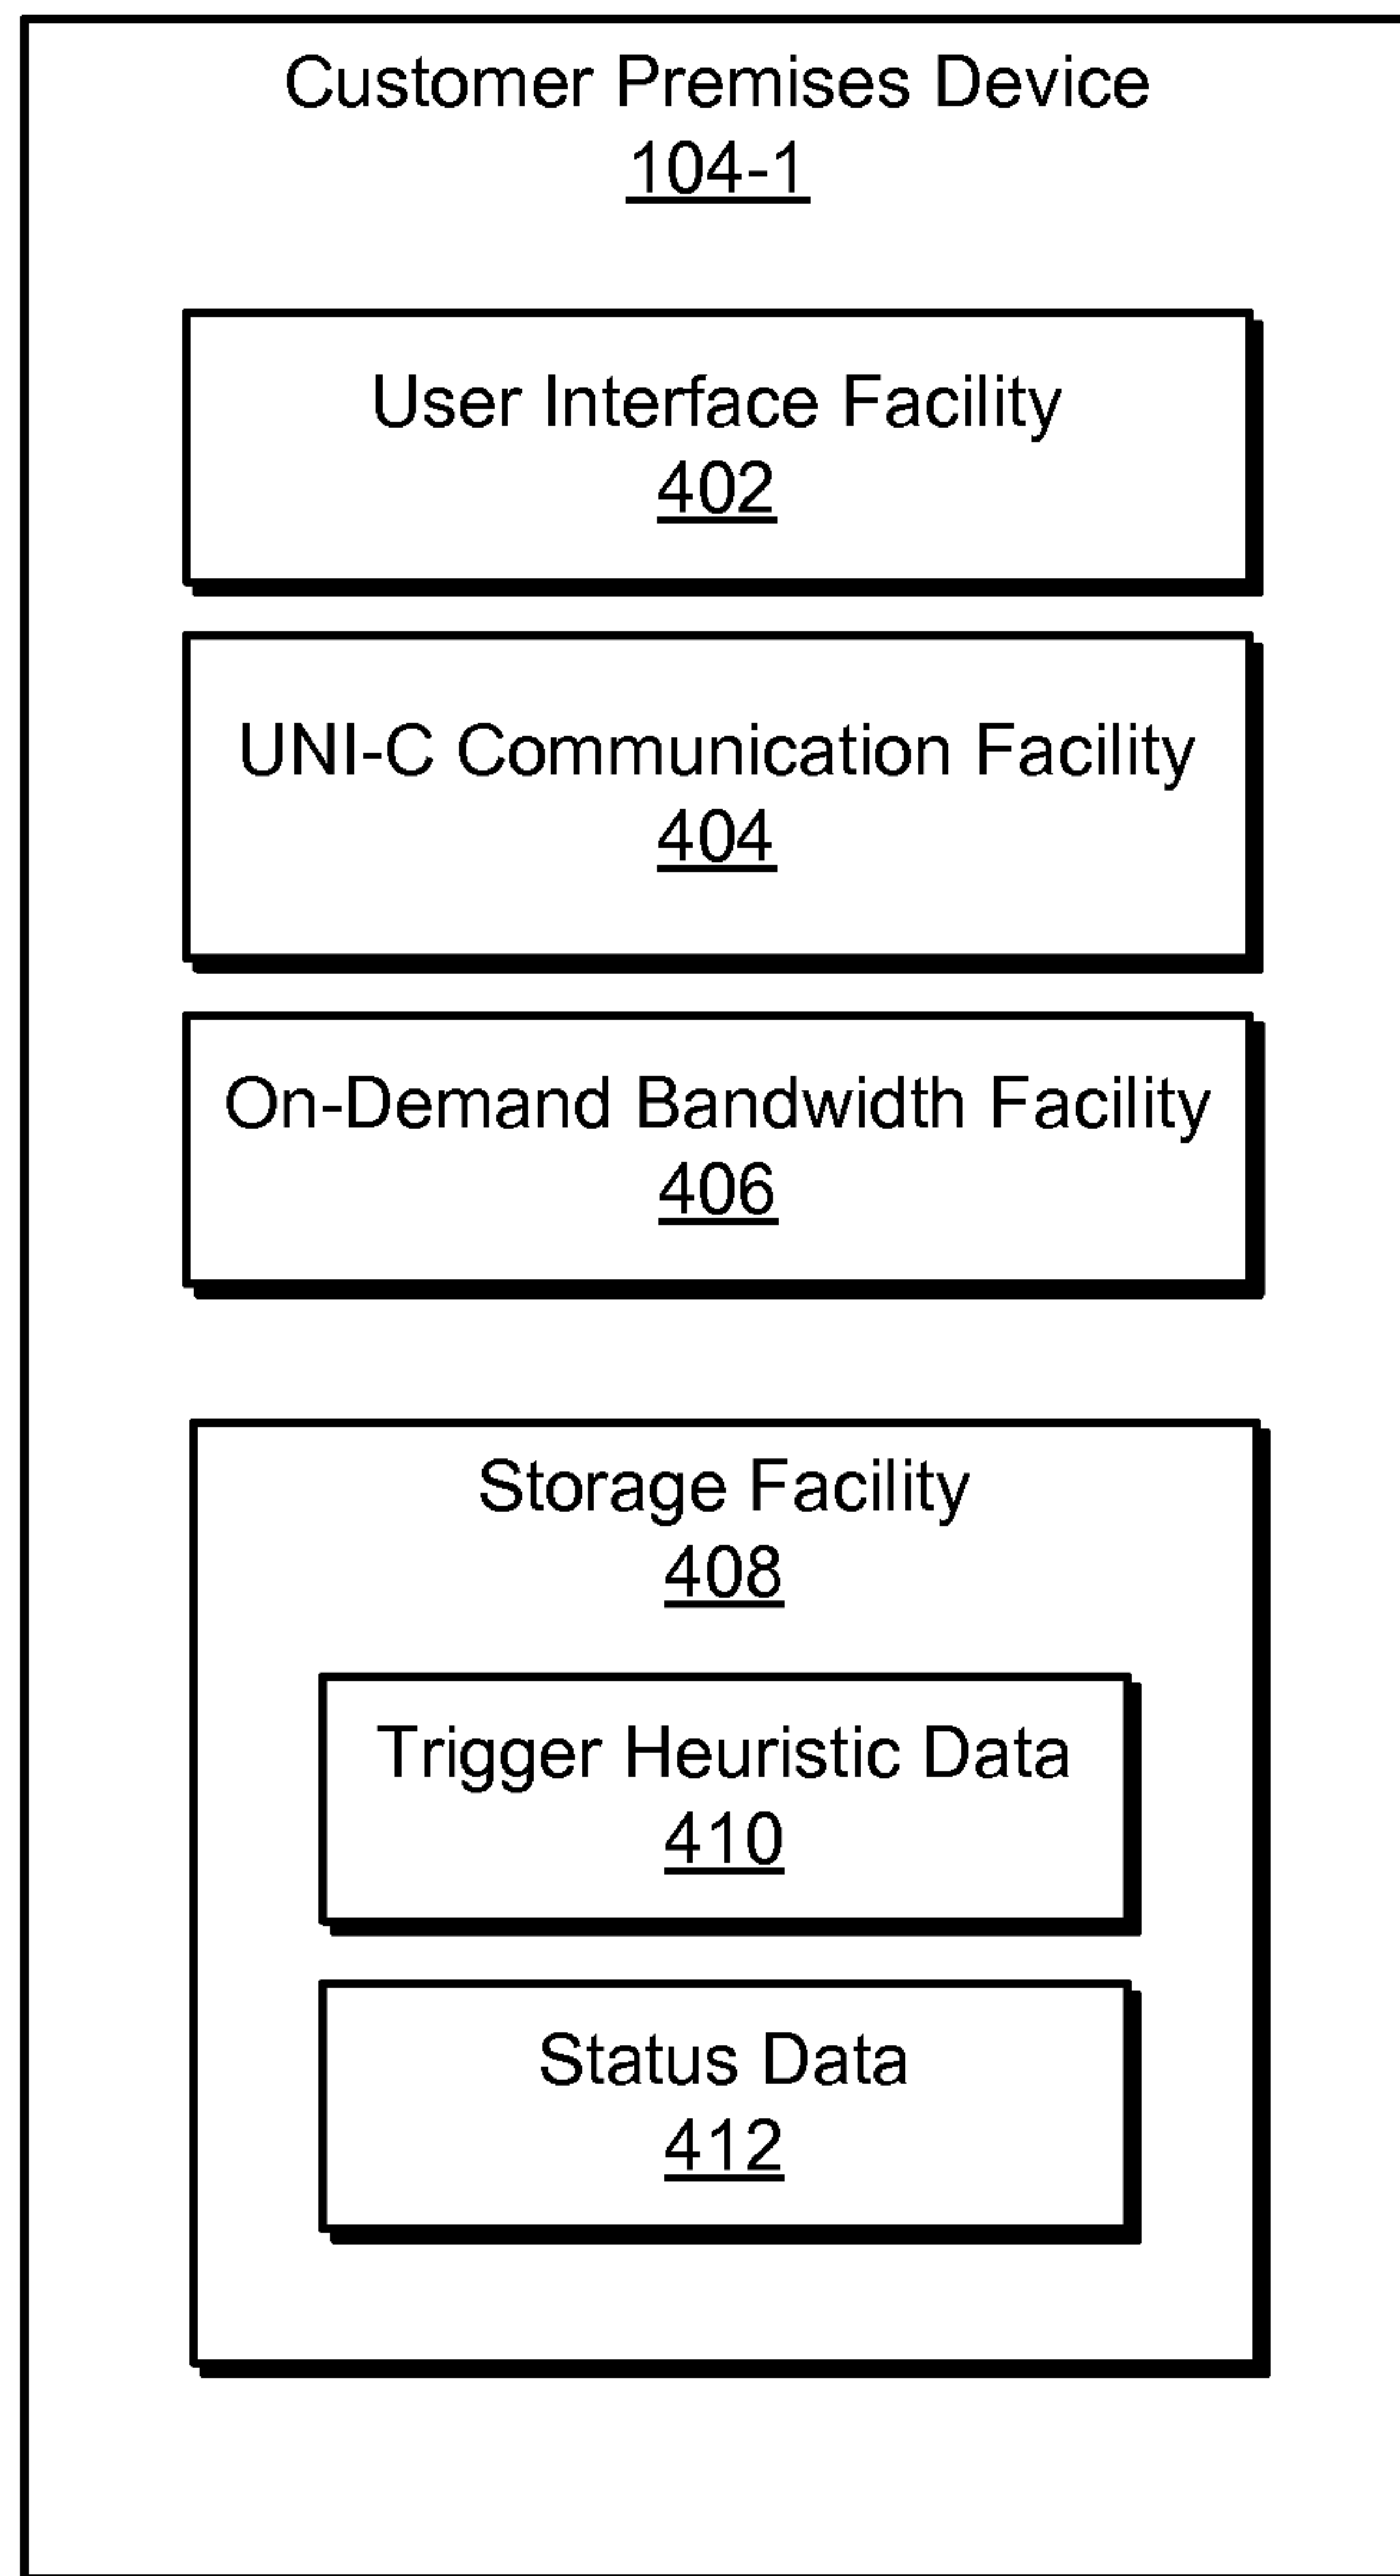 Customer Premises Device
104-1
User Interface Facility
402
UNI-C Communication Facility
404
On-Demand Bandwidth Facility
406
Storage Facility
408
Trigger Heuristic Data
410
Status Data
412